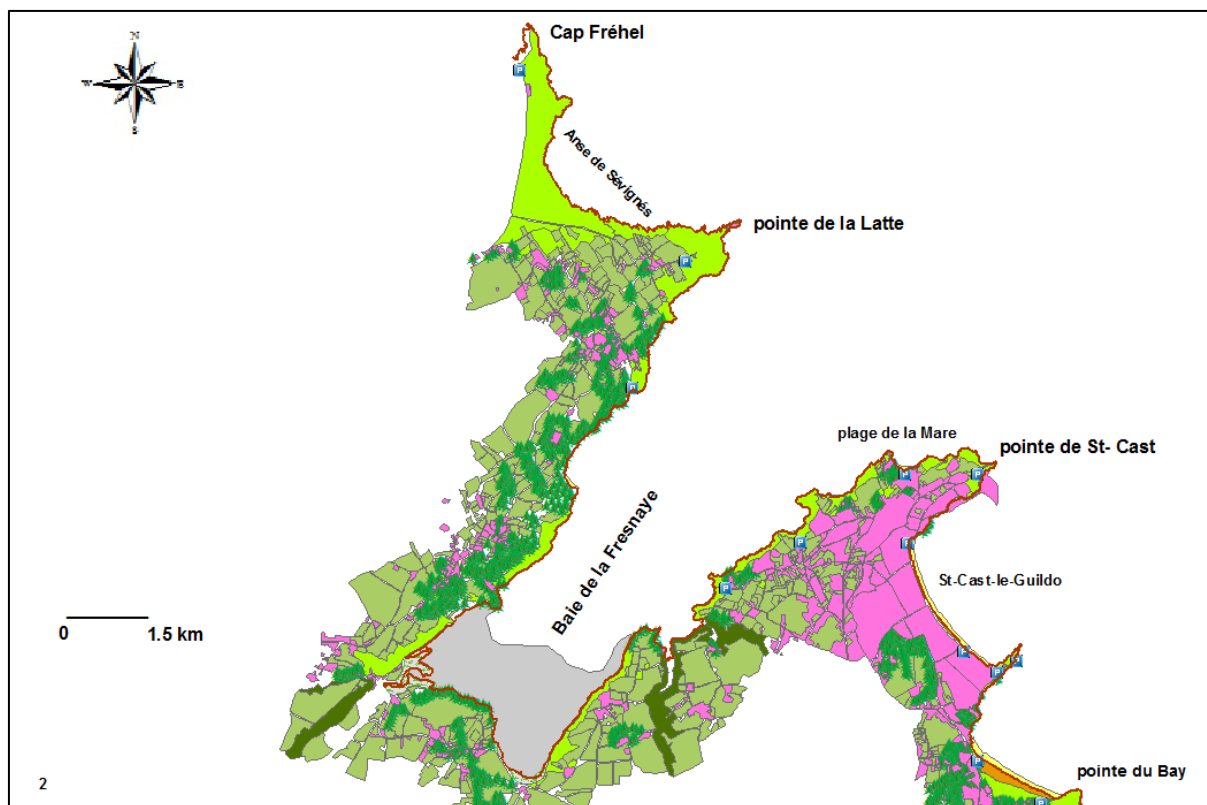 Cap Fréhel
N
W
E
S
P
Anse de Sévignés
pointe de la Latte
P
P
plage de la Mare
pointe de St- Cast
P
P
Baie de la Fresnaye
P
P
St-Cast-le-Guildo
P
0 1.5 km
P
P
P
P
pointe du Bay
2
P